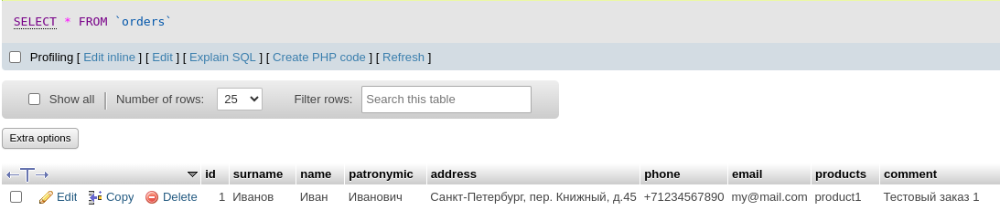 SELECT * FROM `orders`
Profiling [ Edit inline ] [ Edit ] [ Explain SQL ] [ Create PHP code ] [ Refresh ]
Show all Number of rows: 25 Filter rows: Search this table
Extra options
id surname name patronymic address phone email products comment
Edit Copy Delete 1 Иванов Иван Иванович Санкт-Петербург, пер. Книжный, д.45 +71234567890 my@mail.com product1 Тестовый заказ 1